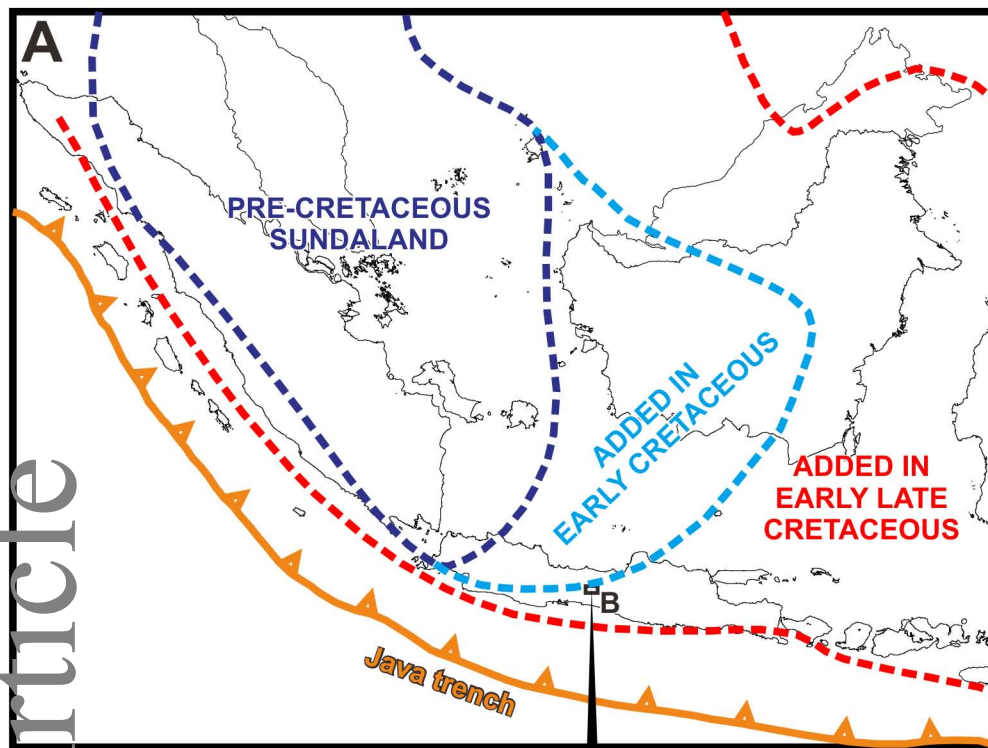 A
PRE-CRETACEOUS
SUNDALAND
ADDED IN
EARLY CRETACEOUS
ADDED IN
EARLY LATE
CRETACEOUS
B
Java trench
rticle